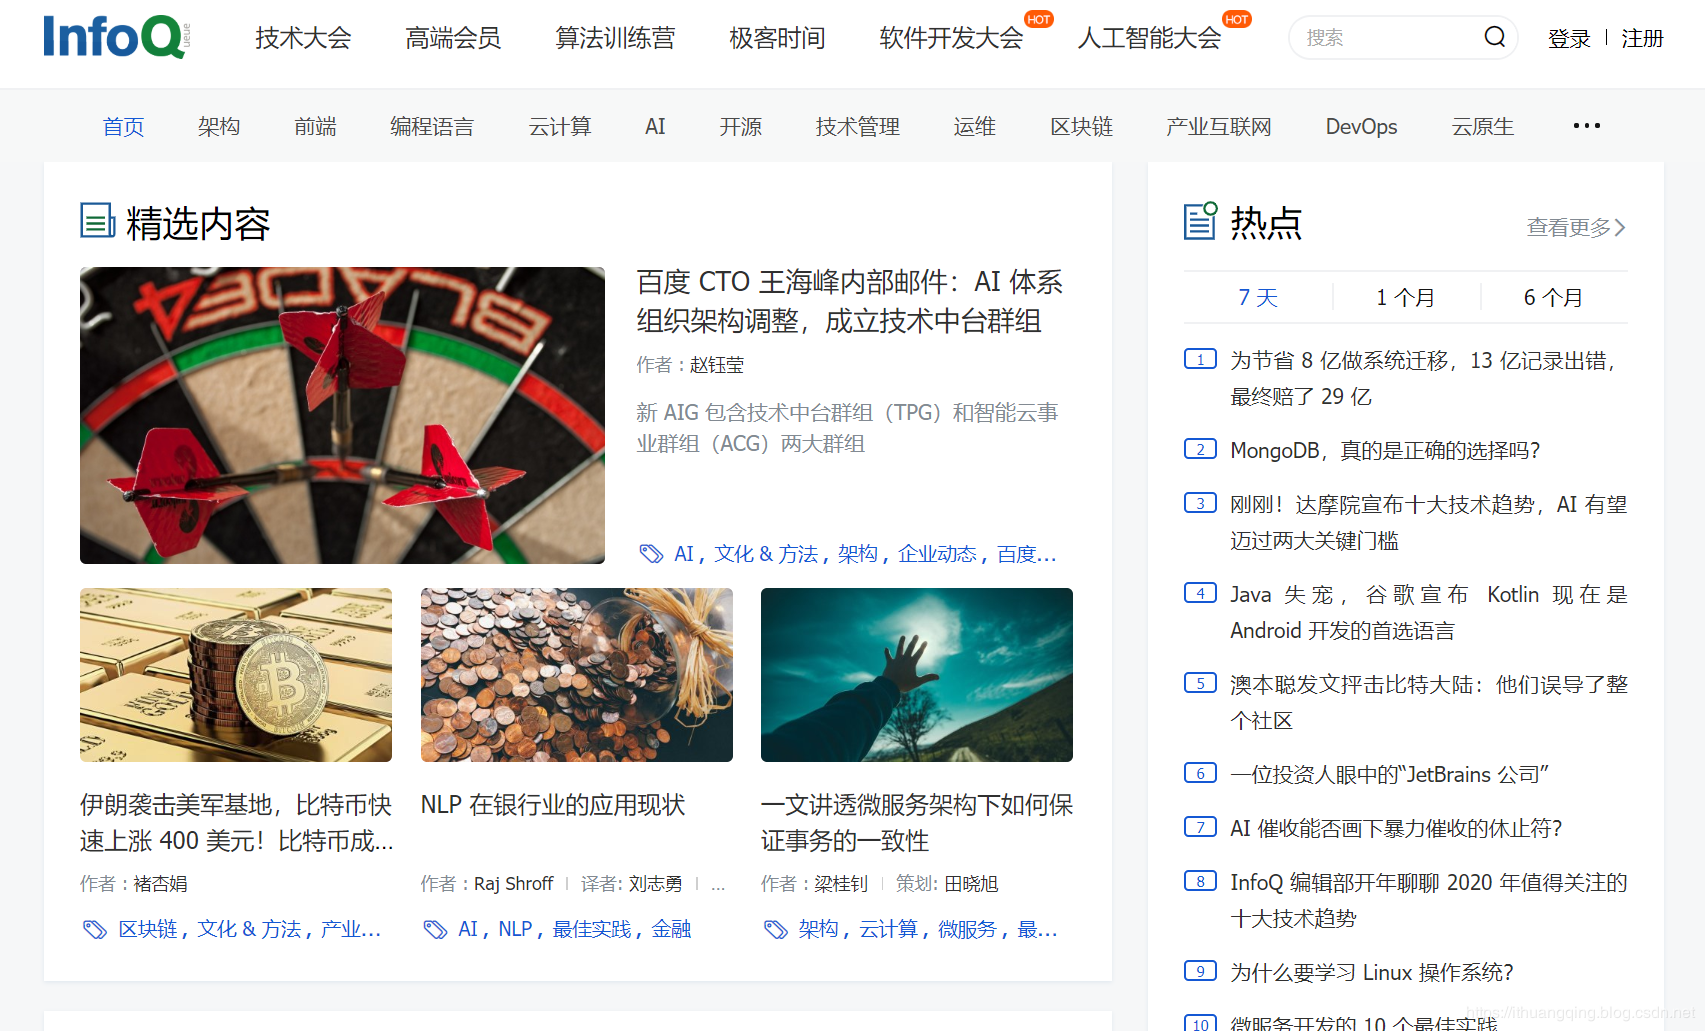 InfoQ
ueue
技术大会
高端会员
算法训练营
极客时间
软件开发大会
HOT
人工智能大会
HOT
搜索
登录
注册
首页
架构
前端
编程语言
云计算
AI
开源
技术管理
运维
区块链
产业互联网
DevOps
云原生
精选内容
BLADE4
百度 CTO 王海峰内部邮件：AI 体系
组织架构调整，成立技术中台群组
作者：赵钰莹
新 AIG 包含技术中台群组（TPG）和智能云事
业群组（ACG）两大群组
AI , 文化 & 方法 , 架构 , 企业动态 , 百度...
伊朗袭击美军基地，比特币快
速上涨 400 美元！比特币成...
作者：褚杏娟
区块链 , 文化 & 方法 , 产业...
NLP 在银行业的应用现状
作者：Raj Shroff | 译者: 刘志勇 | ...
AI , NLP , 最佳实践 , 金融
一文讲透微服务架构下如何保
证事务的一致性
作者：梁桂钊 | 策划: 田晓旭
架构 , 云计算 , 微服务 , 最...
热点
查看更多
7 天
1 个月
6 个月
1 为节省 8 亿做系统迁移，13 亿记录出错，
最终赔了 29 亿
2 MongoDB，真的是正确的选择吗？
3 刚刚！达摩院宣布十大技术趋势，AI 有望
迈过两大关键门槛
4 Java 失宠，谷歌宣布 Kotlin 现在是
Android 开发的首选语言
5 澳本聪发文抨击比特大陆：他们误导了整
个社区
6 一位投资人眼中的“JetBrains 公司”
7 AI 催收能否画下暴力催收的休止符？
8 InfoQ 编辑部开年聊聊 2020 年值得关注的
十大技术趋势
9 为什么要学习 Linux 操作系统？
10 微服务开发的 10 个最佳实践
https://ithuangqing.blog.csdn.net